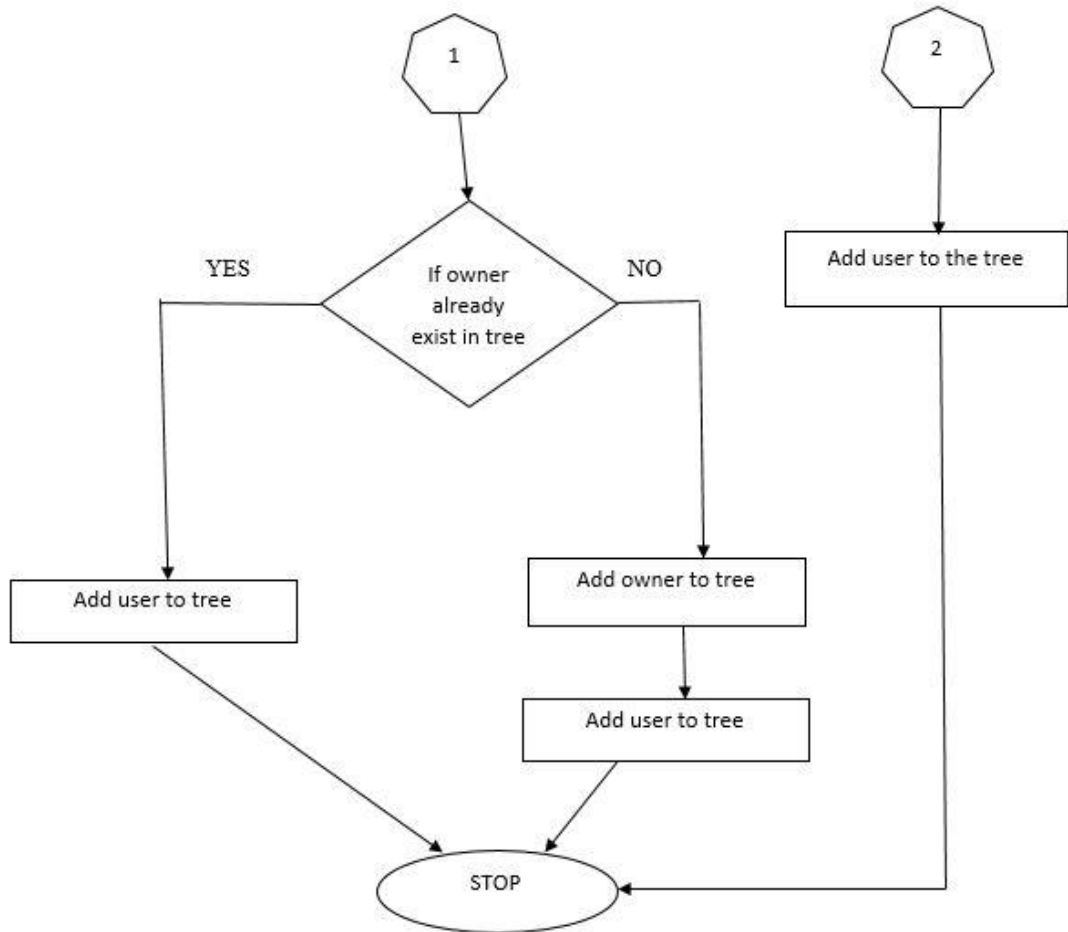 1
2
YES
If owner
already
exist in tree
NO
Add user to the tree
Add user to tree
Add owner to tree
Add user to tree
STOP